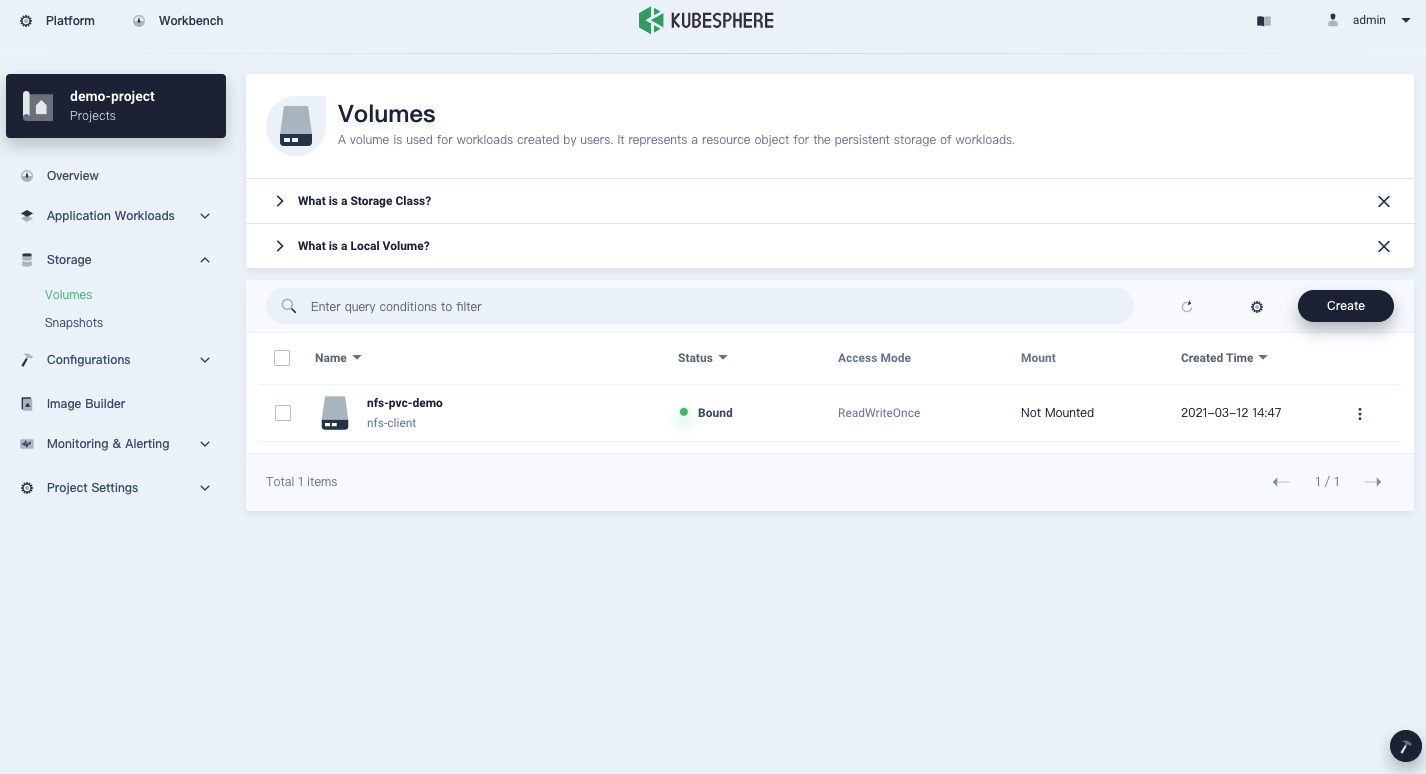 Platform
Workbench
KUBESPHERE
admin
demo-project
Projects
Overview
Application Workloads
Storage
Volumes
Snapshots
Configurations
Image Builder
Monitoring & Alerting
Project Settings
Volumes
A volume is used for workloads created by users. It represents a resource object for the persistent storage of workloads.
What is a Storage Class?
What is a Local Volume?
Enter query conditions to filter
Create
Name Status Access Mode Mount Created Time
nfs-pvc-demo
nfs-client
Bound ReadWriteOnce Not Mounted 2021-03-12 14:47
Total 1 items
1 / 1